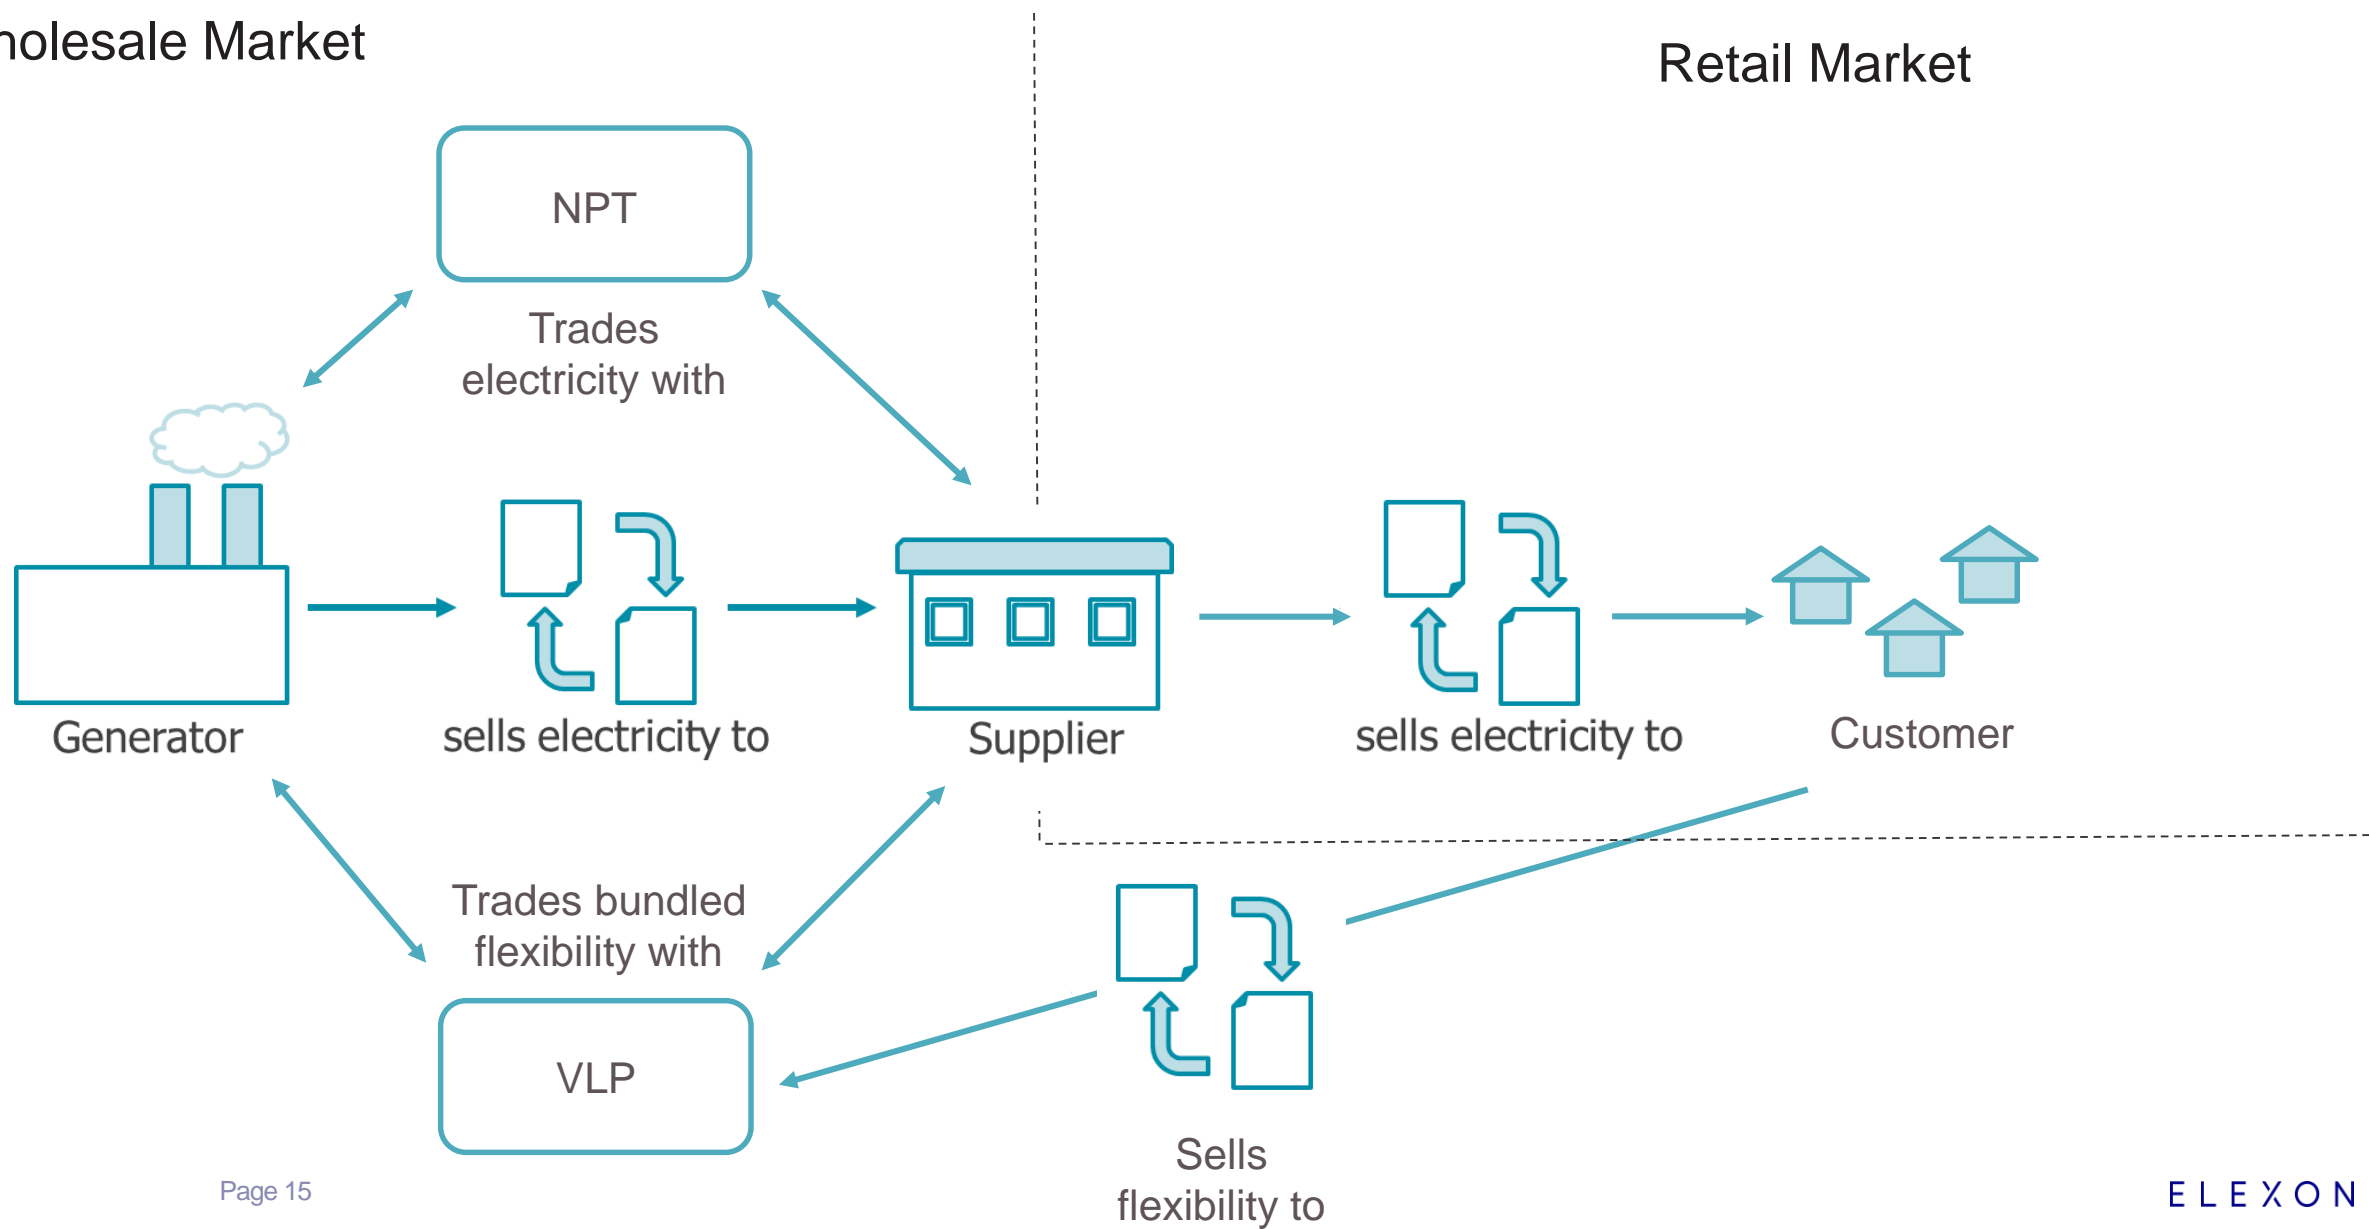 holesale Market
Retail Market
NPT
Trades
electricity with
Generator
sells electricity to
Supplier
sells electricity to
Customer
Trades bundled
flexibility with
VLP
Sells
flexibility to
Page 15
ELEXON